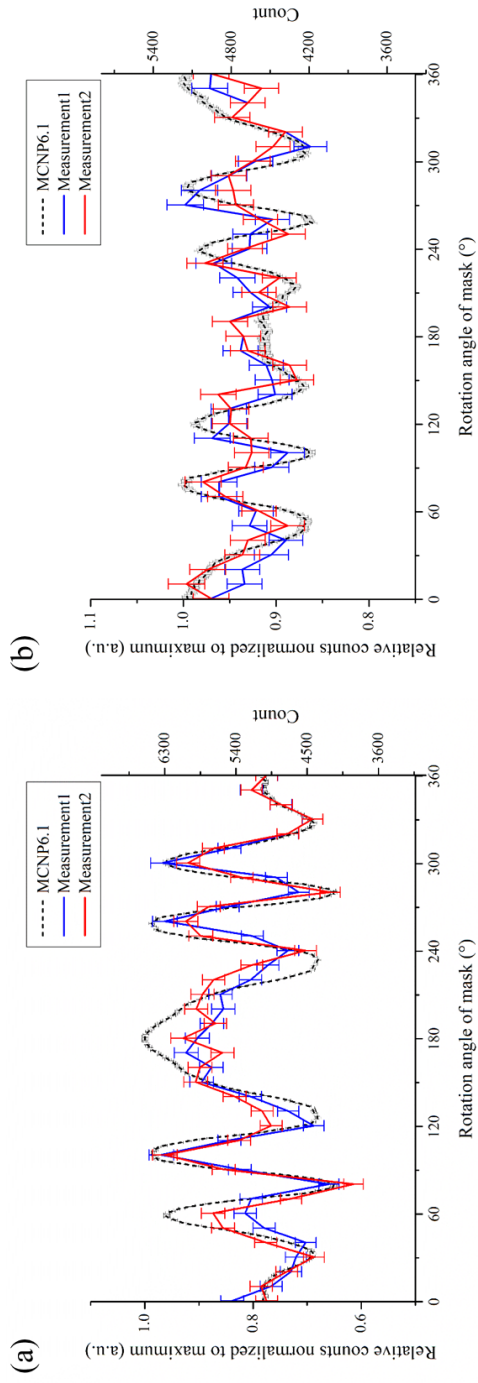 (a)
MCNP6.1
Measurement1
Measurement2
Relative counts normalized to maximum (a.u.)
1.0
0.8
0.6
Count
6300
5400
4500
3600
0
60
120
180
240
300
360
Rotation angle of mask (°)
(b)
MCNP6.1
Measurement1
Measurement2
Relative counts normalized to maximum (a.u.)
1.1
1.0
0.9
0.8
Count
5400
4800
4200
3600
0
60
120
180
240
300
360
Rotation angle of mask (°)